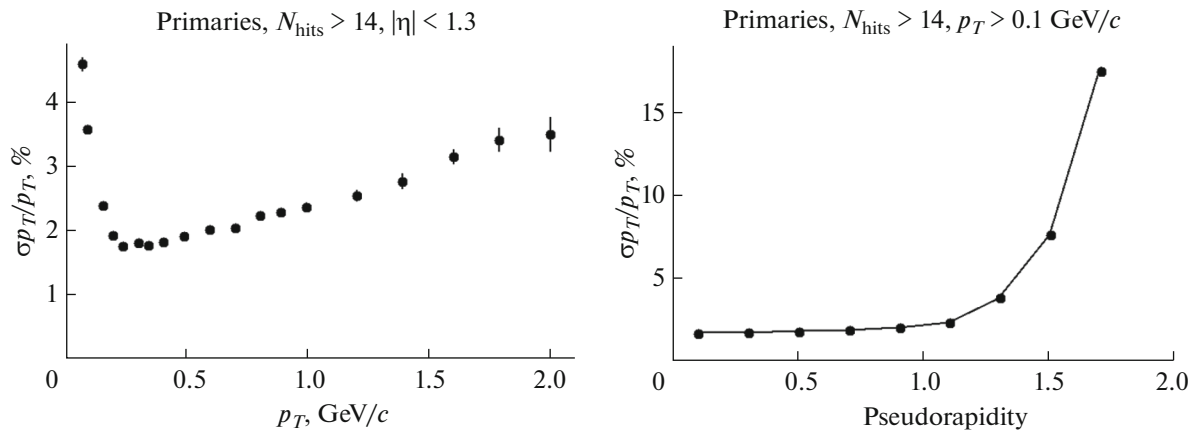 Primaries, N_hits > 14, |η| < 1.3
σp_T/p_T, %
4
3
2
1
0 0.5 1.0 1.5 2.0
p_T, GeV/c
Primaries, N_hits > 14, p_T > 0.1 GeV/c
σp_T/p_T, %
15
10
5
0 0.5 1.0 1.5 2.0
Pseudorapidity